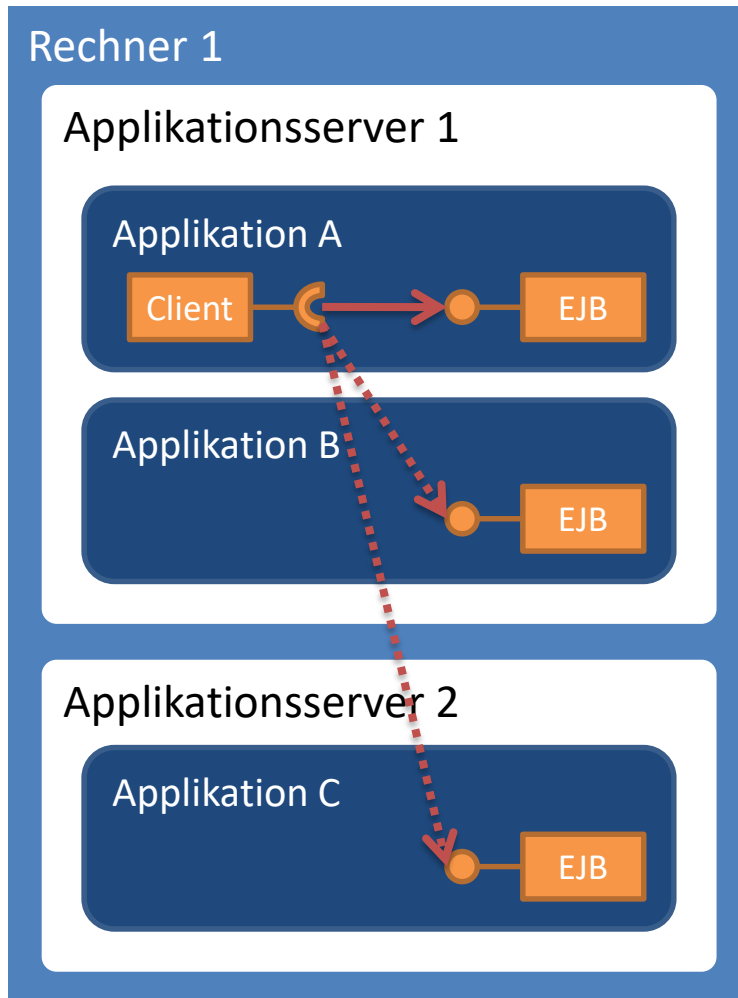 Rechner 1
Applikationsserver 1
Applikation A
Client
EJB
Applikation B
EJB
Applikationsserver 2
Applikation C
EJB